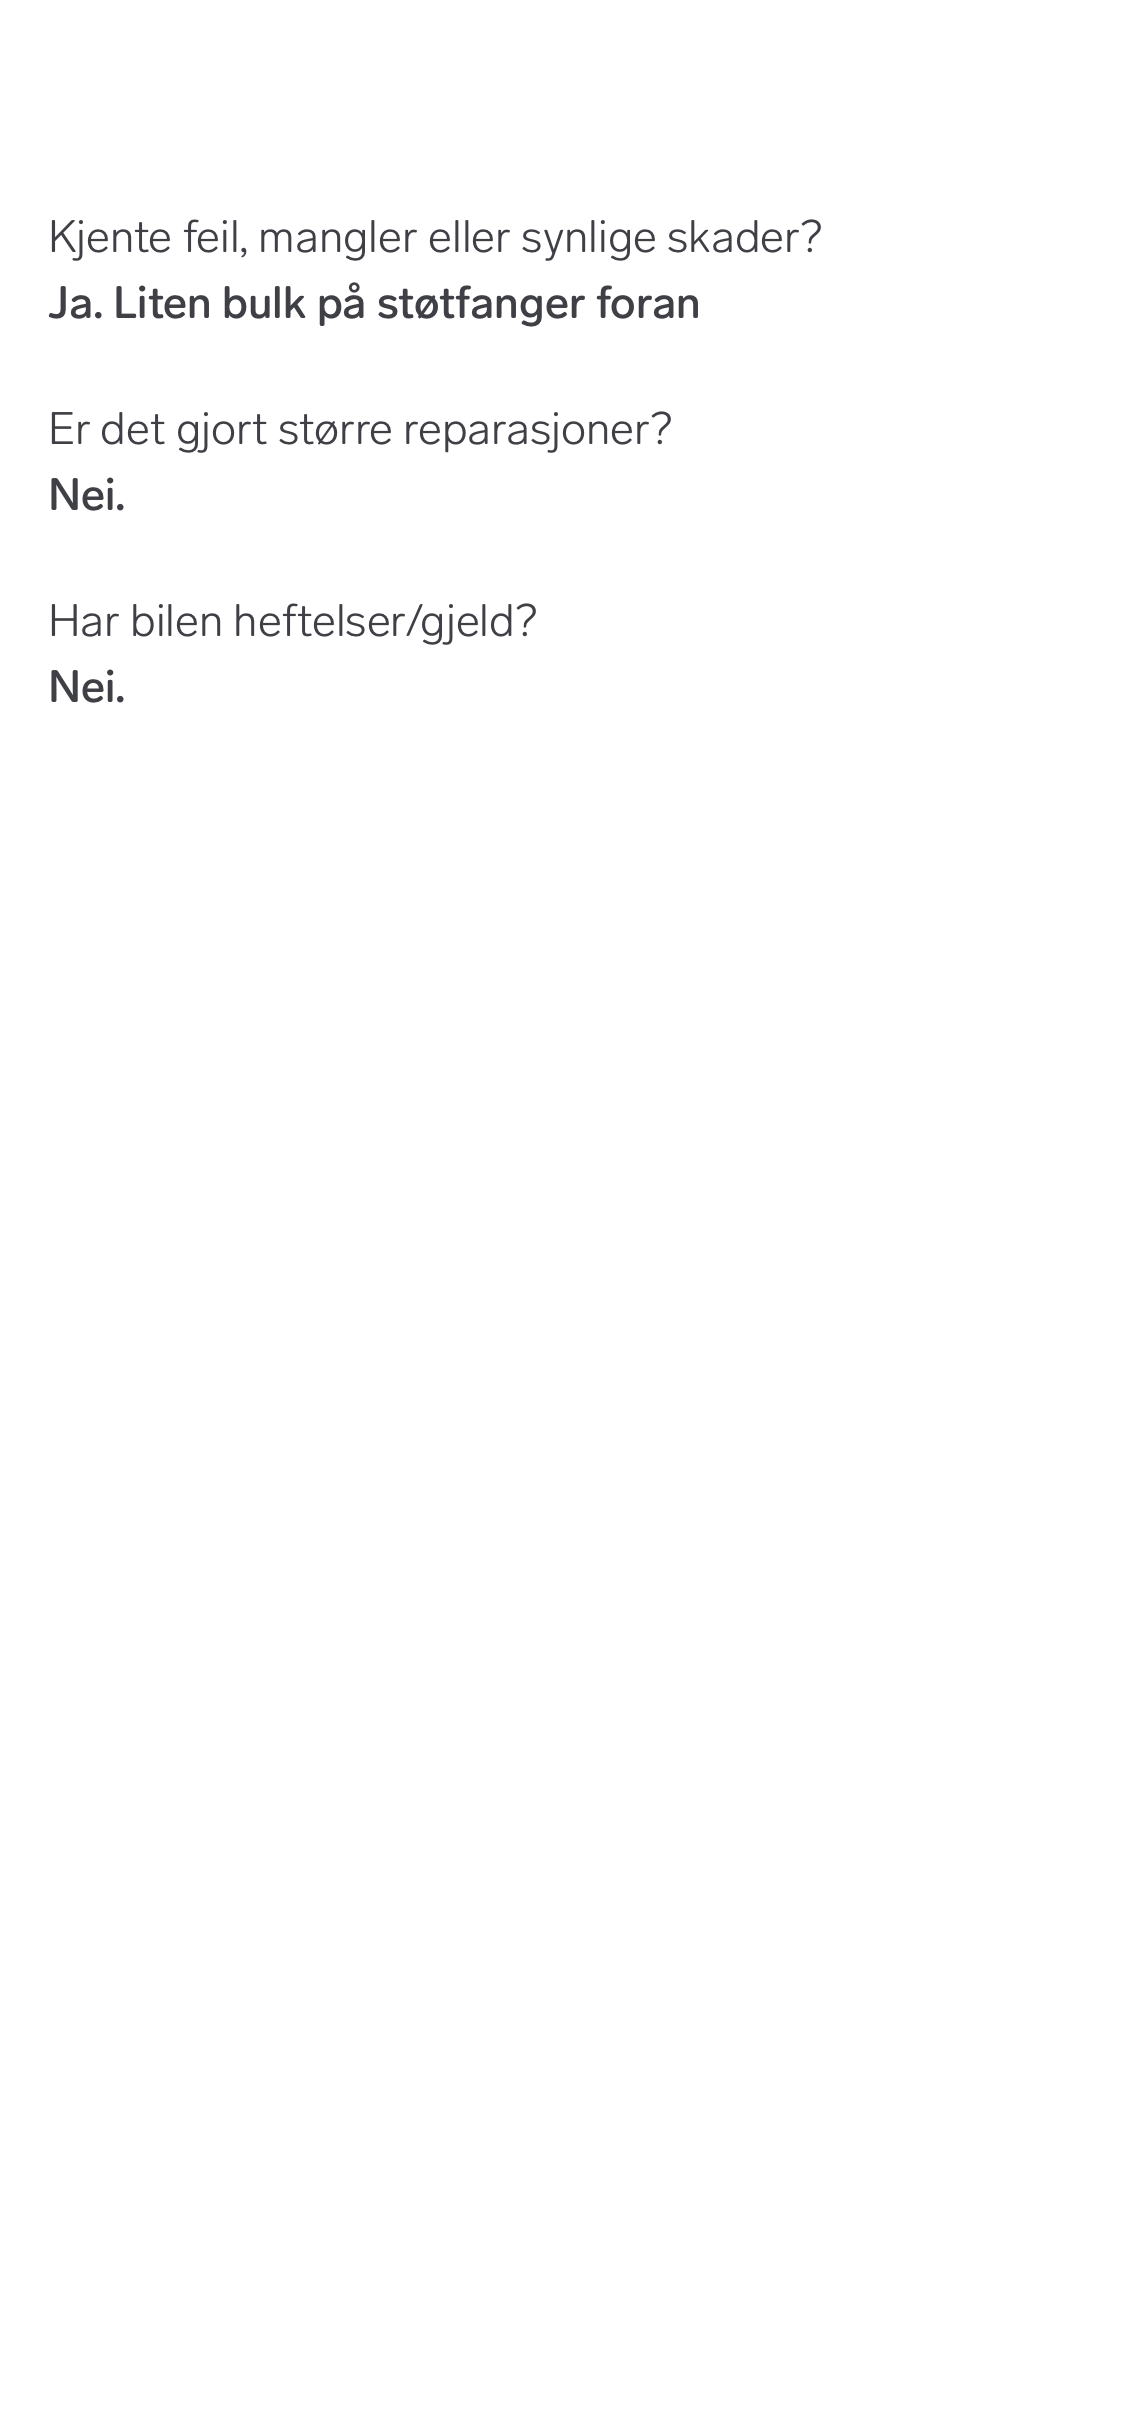 Kjente feil, mangler eller synlige skader?
Ja. Liten bulk på støtfanger foran
Er det gjort større reparasjoner?
Nei.
Har bilen heftelser/gjeld?
Nei.